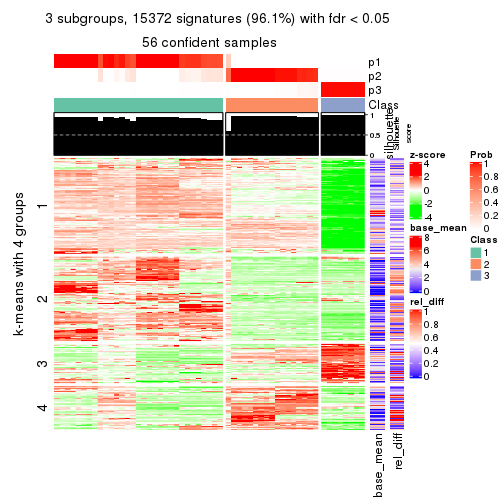 3 subgroups, 15372 signatures (96.1%) with fdr < 0.05
56 confident samples
p1
p2
p3
Class
1
0.5
0
silhouette
Silhouette
score
k-means with 4 groups
1
2
3
4
base_mean
rel_diff
z-score
4
2
0
-2
-4
base_mean
8
6
4
2
0
rel_diff
1
0.8
0.6
0.4
0.2
0
Prob
1
0.8
0.6
0.4
0.2
0
Class
1
2
3